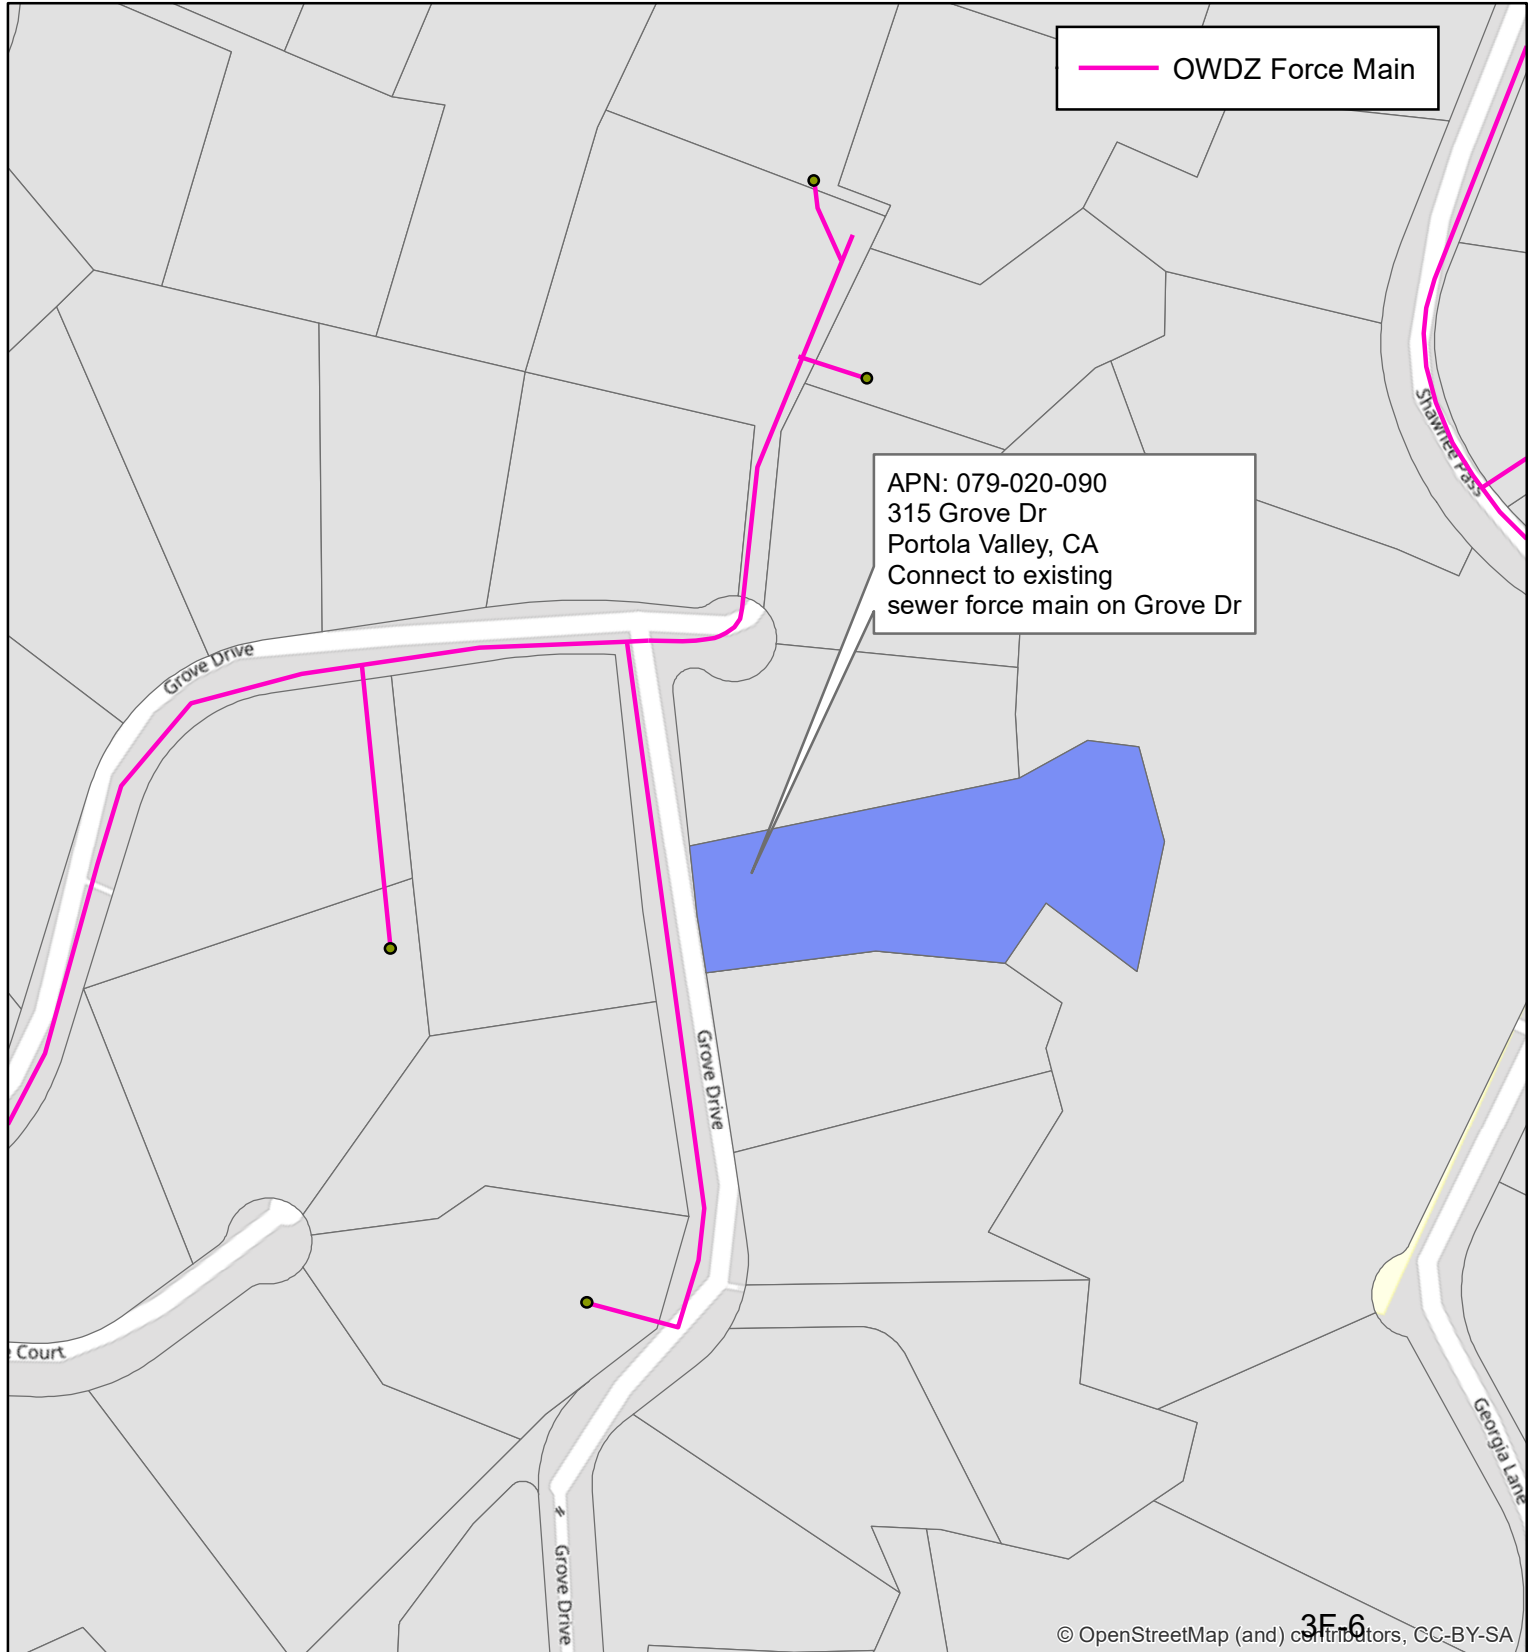 OWDZ Force Main
Shawnee Pass
APN: 079-020-090
315 Grove Dr
Portola Valley, CA
Connect to existing
sewer force main on Grove Dr
Grove Drive
Grove Drive
Court
Georgia Lane
Grove Drive
3F-6
© OpenStreetMap (and) contributors, CC-BY-SA